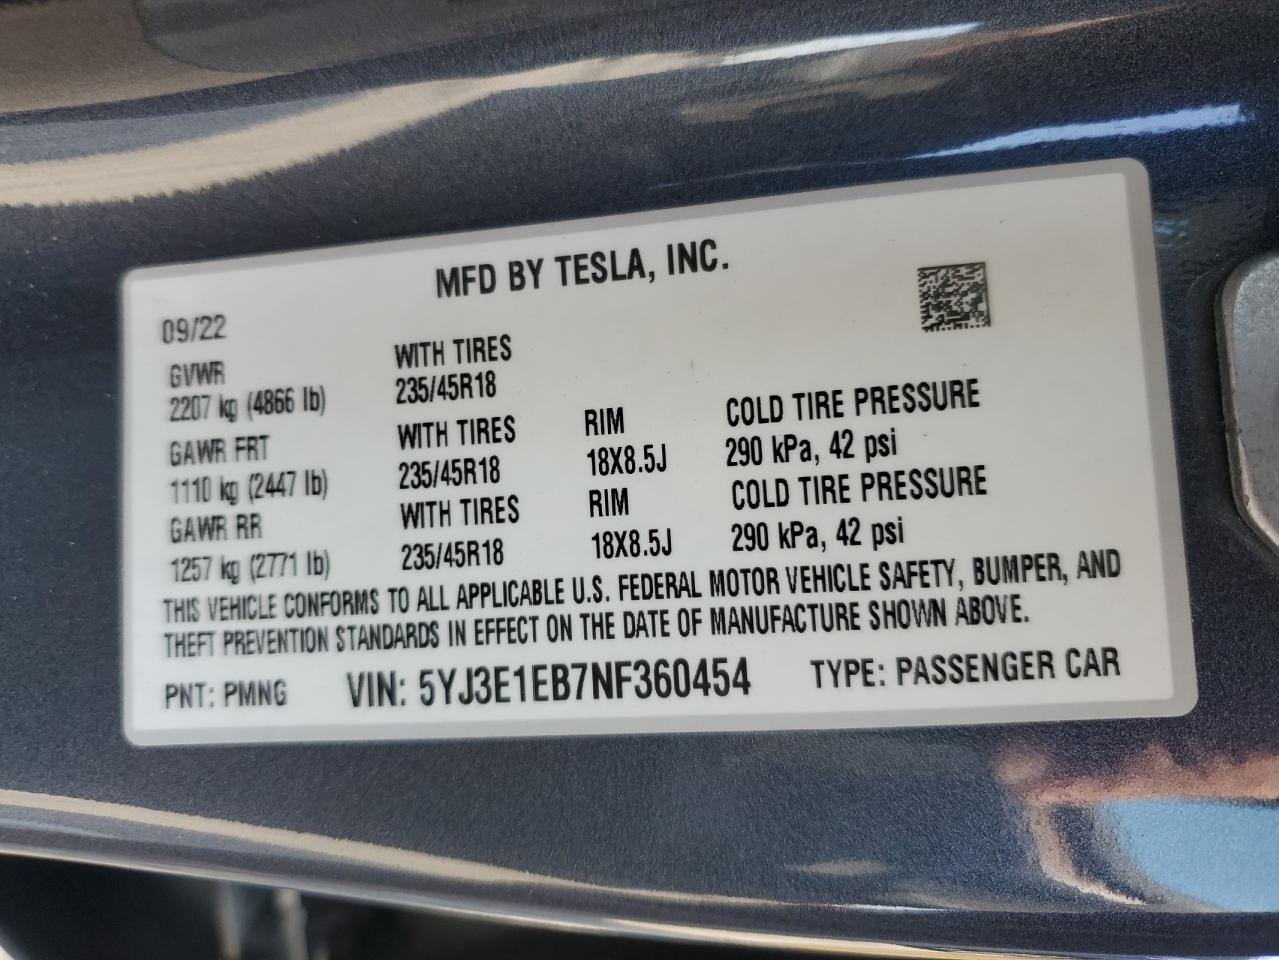 MFD BY TESLA, INC.
09/22
GVWR WITH TIRES
2207 kg (4866 lb) 235/45R18
GAWR FRT WITH TIRES RIM COLD TIRE PRESSURE
1110 kg (2447 lb) 235/45R18 18X8.5J 290 kPa, 42 psi
GAWR RR WITH TIRES RIM COLD TIRE PRESSURE
1257 kg (2771 lb) 235/45R18 18X8.5J 290 kPa, 42 psi
THIS VEHICLE CONFORMS TO ALL APPLICABLE U.S. FEDERAL MOTOR VEHICLE SAFETY, BUMPER, AND
THEFT PREVENTION STANDARDS IN EFFECT ON THE DATE OF MANUFACTURE SHOWN ABOVE.
PNT: PMNG VIN: 5YJ3E1EB7NF360454 TYPE: PASSENGER CAR